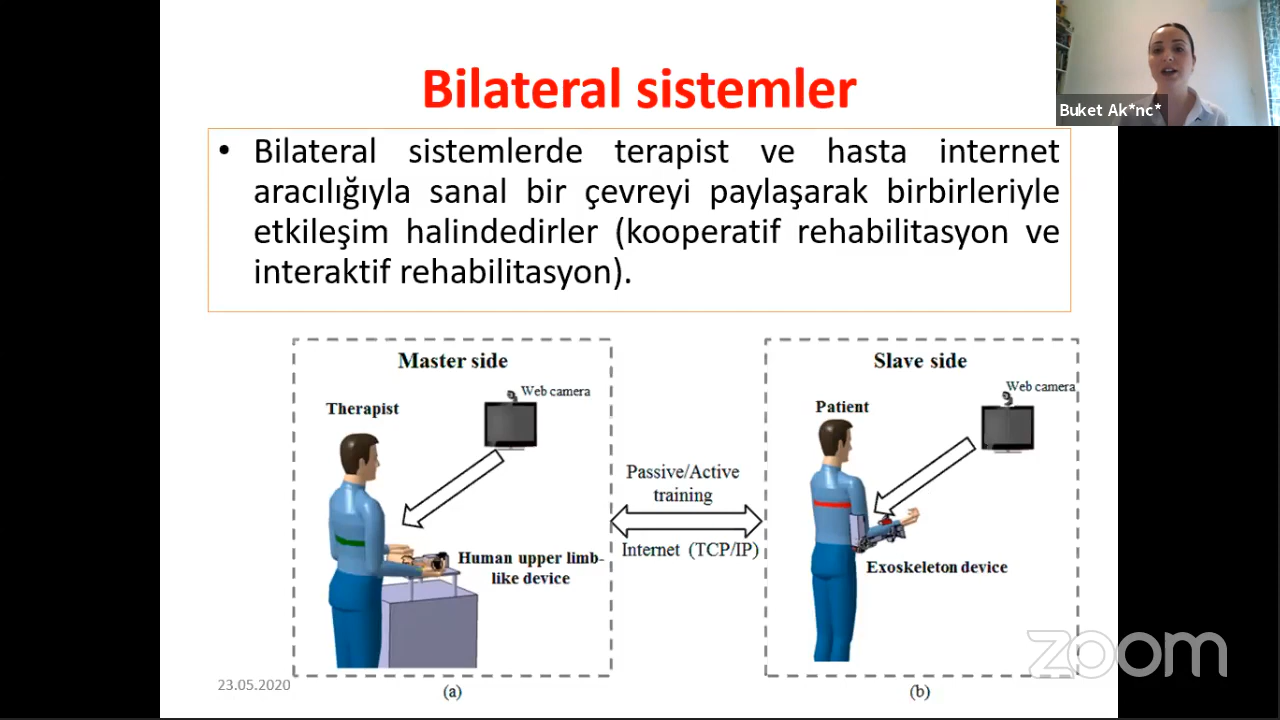 Bilateral sistemler
Buket Ak*nc*
• Bilateral sistemlerde terapist ve hasta internet
aracılığıyla sanal bir çevreyi paylaşarak birbirleriyle
etkileşim halindedirler (kooperatif rehabilitasyon ve
interaktif rehabilitasyon).
Master side
Web camera
Therapist
Human upper limb-
like device
(a)
Passive/Active
training
Internet (TCP/IP)
Slave side
Web camera
Patient
Exoskeleton device
(b)
23.05.2020
zoom